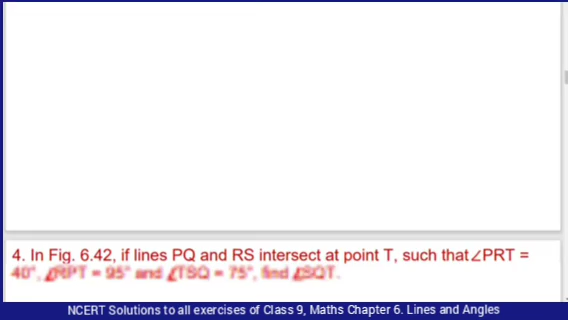 4. In Fig. 6.42, if lines PQ and RS intersect at point T, such that∠PRT =
40°, ∠RPT = 95° and ∠TSQ = 75°, find ∠SQT.
NCERT Solutions to all exercises of Class 9, Maths Chapter 6. Lines and Angles